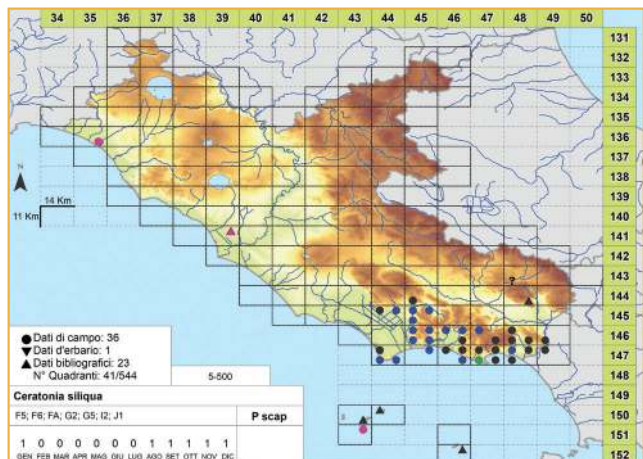 34 35 36 37 38 39 40 41 42 43 44 45 46 47 48 49 50
131
132
133
134
135
136
137
138
139
140
141
142
143
144
145
146
147
150
151
152
N
14 Km
11 Km
?
Dati di campo: 36
Dati d'erbario: 1
Dati bibliografici: 23
N° Quadranti: 41/544
5-500
Ceratonia siliqua
F5; F6; FA; G2; G5; I2; J1
P scap
1 0 0 0 0 0 0 1 1 1 1 1
GEN FEB MAR APR MAG GIU LUG AGO SET OTT NOV DIC